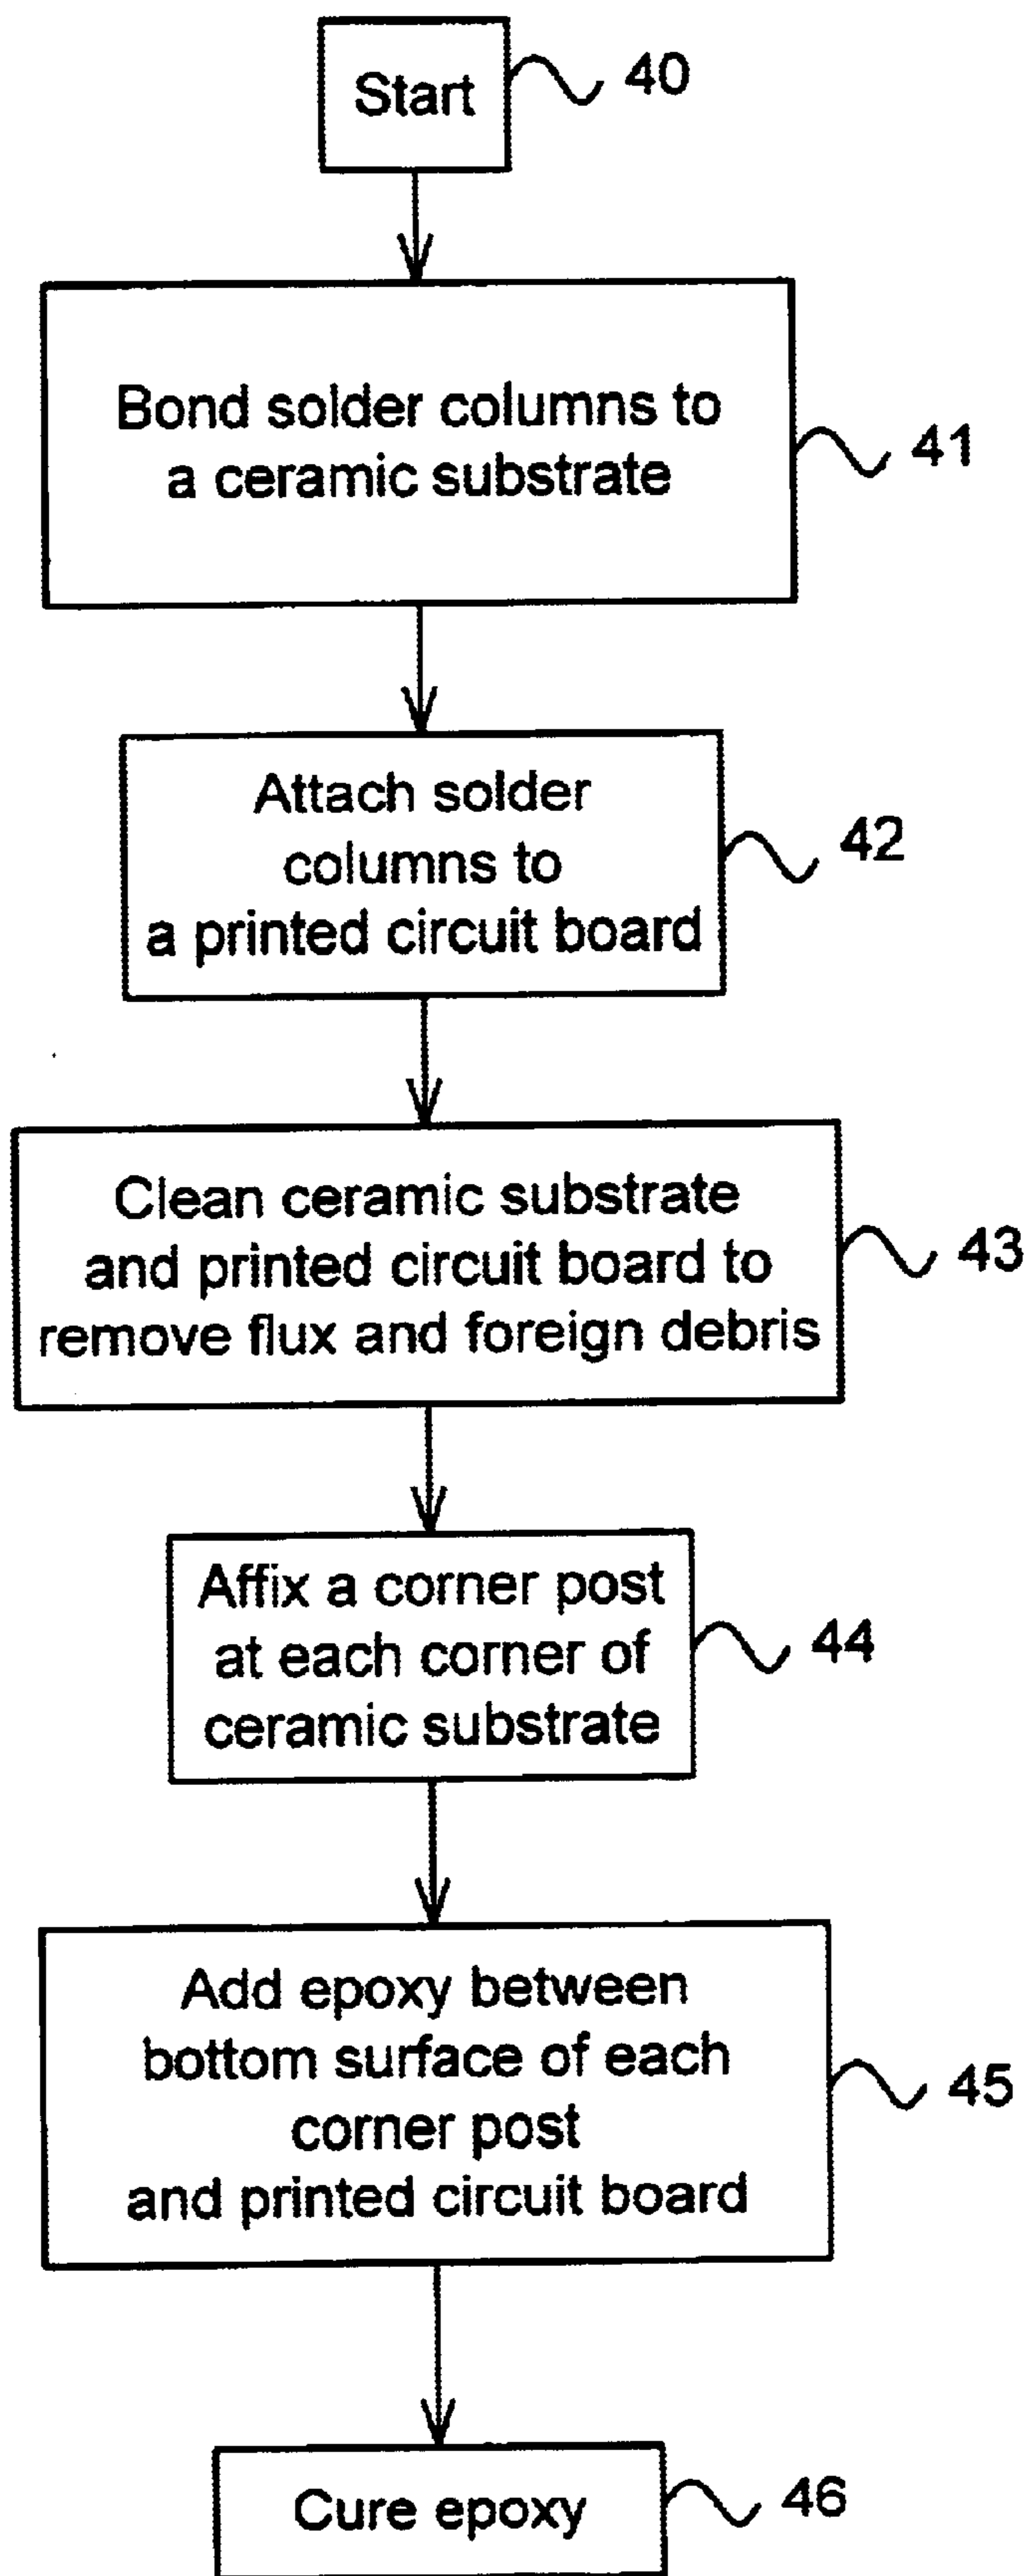 Start
40
Bond solder columns to
a ceramic substrate
41
Attach solder
columns to
a printed circuit board
42
Clean ceramic substrate
and printed circuit board to
remove flux and foreign debris
43
Affix a corner post
at each corner of
ceramic substrate
44
Add epoxy between
bottom surface of each
corner post
and printed circuit board
45
Cure epoxy
46